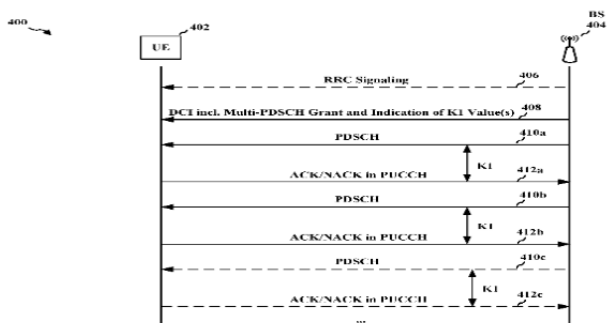 400
UE
402
BS
404
RRC Signaling
406
DCI incl. Multi-PDSCH Grant and Indication of K1 Value(s)
408
PDSCH
410a
K1
ACK/NACK in PUCCH
412a
PDSCH
410b
K1
ACK/NACK in PUCCH
412b
PDSCH
410c
K1
ACK/NACK in PUCCH
412c
...